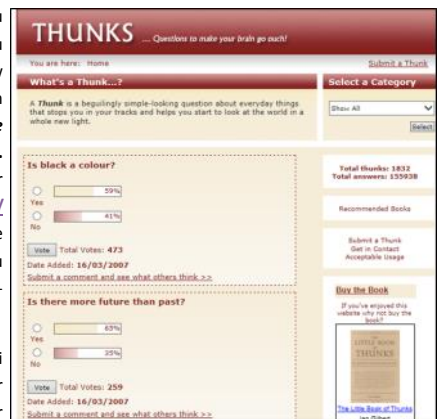 THUNKS ... Questions to make your brain go ouch!
You are here: Home
Submit a Thunk
What's a Thunk...?
A Thunk is a beguilingly simple-looking question about everyday things
that stops you in your tracks and helps you start to look at the world in a
whole new light.
Select a Category
Show All
Select
Is black a colour?
59%
Yes
41%
No
Vote Total Votes: 473
Date Added: 16/03/2007
Submit a comment and see what others think >>
Is there more future than past?
Yes
25%
No
Vote Total Votes: 259
Date Added: 16/03/2007
Submit a comment and see what others think >>
Total thunks: 1832
Total answers: 155938
Recommended Books
Submit a Thunk
Get in Contact
Acceptable Usage
Buy the Book
If you've enjoyed this
website why not buy the
book?
LITTLE BOOK
OF
THUNKS
The Little Book of Thunks
Ian Gilbert